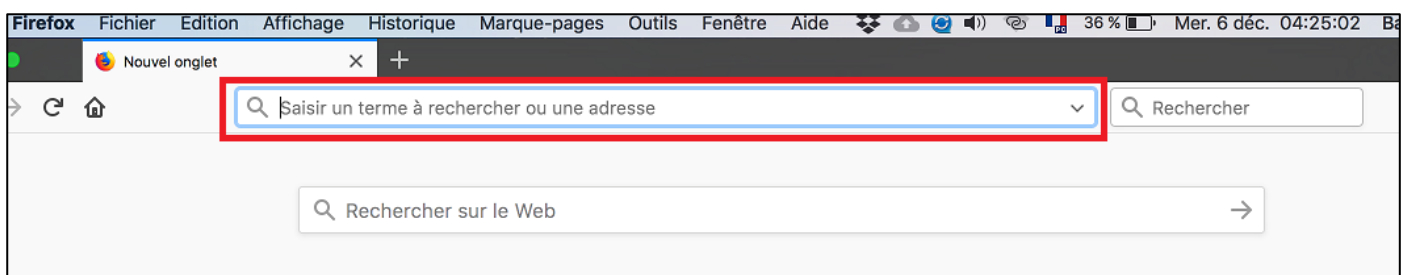 Firefox Fichier Edition Affichage Historique Marque-pages Outils Fenêtre Aide 36 % Mer. 6 déc. 04:25:02 Ba
Nouvel onglet
Saisir un terme à rechercher ou une adresse Rechercher
Rechercher sur le Web